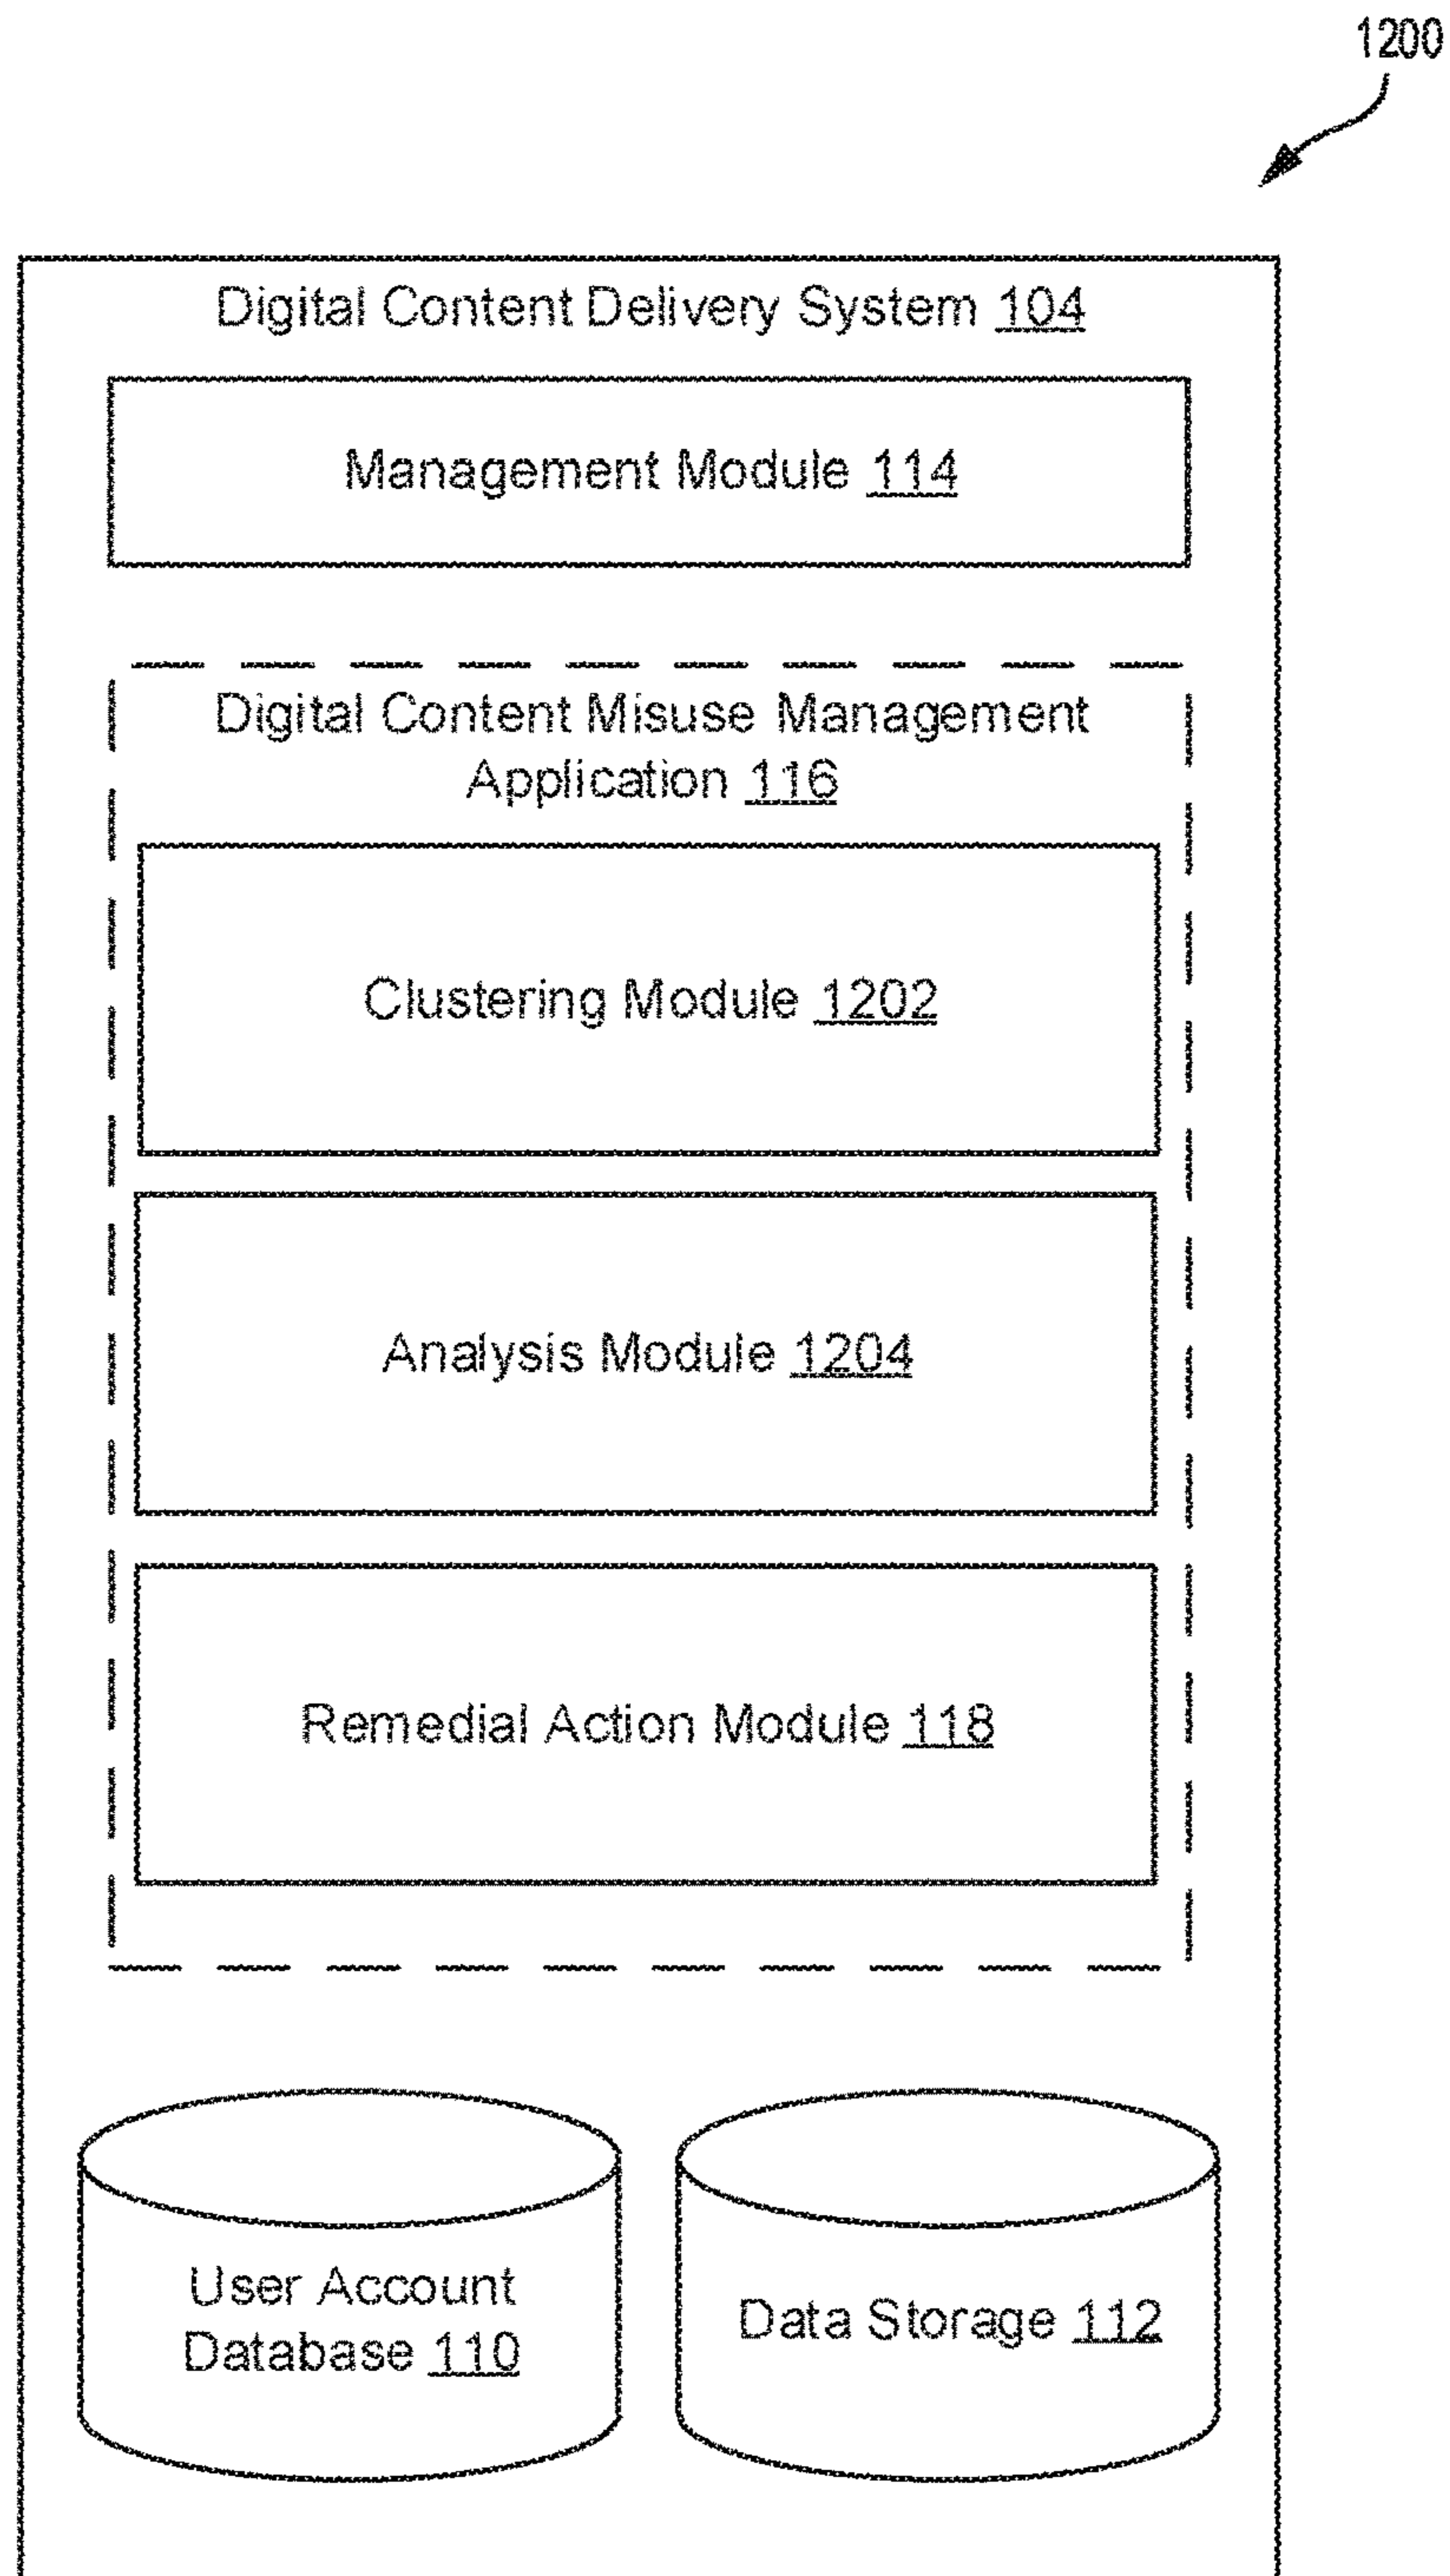 1200
Digital Content Delivery System 104
Management Module 114
Digital Content Misuse Management
Application 116
Clustering Module 1202
Analysis Module 1204
Remedial Action Module 118
User Account
Database 110
Data Storage 112